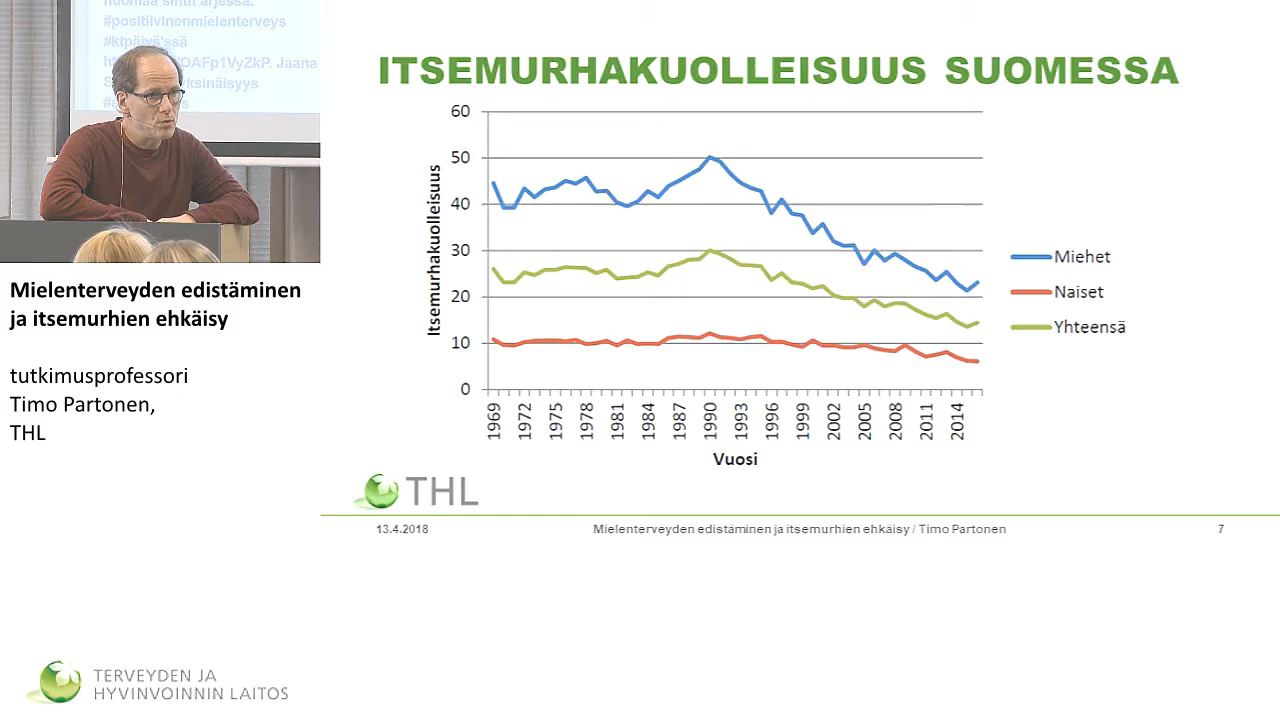 huomaa sinut arjessa.
#positiivinenmielenterveys
#ktpäivä'ssä
OAFp1VyZkP. Jaana
yksinäisyys
Mielenterveyden edistäminen
ja itsemurhien ehkäisy
tutkimusprofessori
Timo Partonen,
THL
TERVEYDEN JA
HYVINVOINNIN LAITOS
ITSEMURHAKUOLLEISUUS SUOMESSA
Itsemurhakuolleisuus
60
50
40
30
20
10
0
1969 1972 1975 1978 1981 1984 1987 1990 1993 1996 1999 2002 2005 2008 2011 2014
Vuosi
Miehet
Naiset
Yhteensä
THL
13.4.2018 Mielenterveyden edistäminen ja itsemurhien ehkäisy / Timo Partonen 7